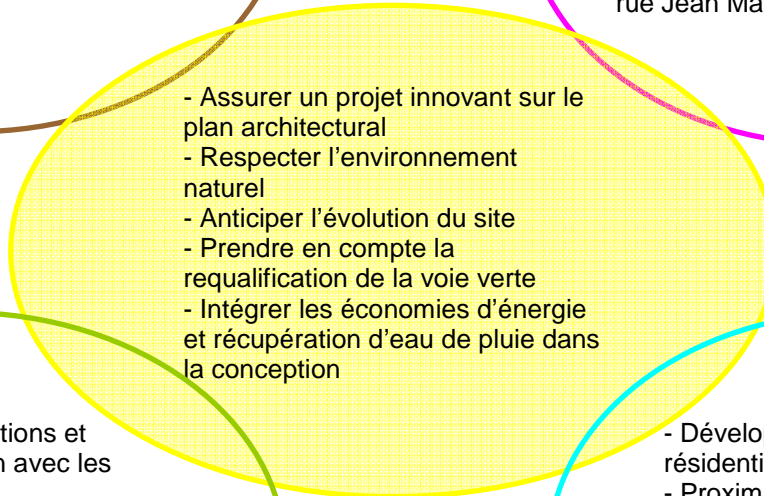 rue Jean Ma
- Assurer un projet innovant sur le
plan architectural
- Respecter l'environnement
naturel
- Anticiper l'évolution du site
- Prendre en compte la
requalification de la voie verte
- Intégrer les économies d'énergie
et récupération d'eau de pluie dans
la conception
tions et
n avec les
- Dévelo
résidenti
- Proxim